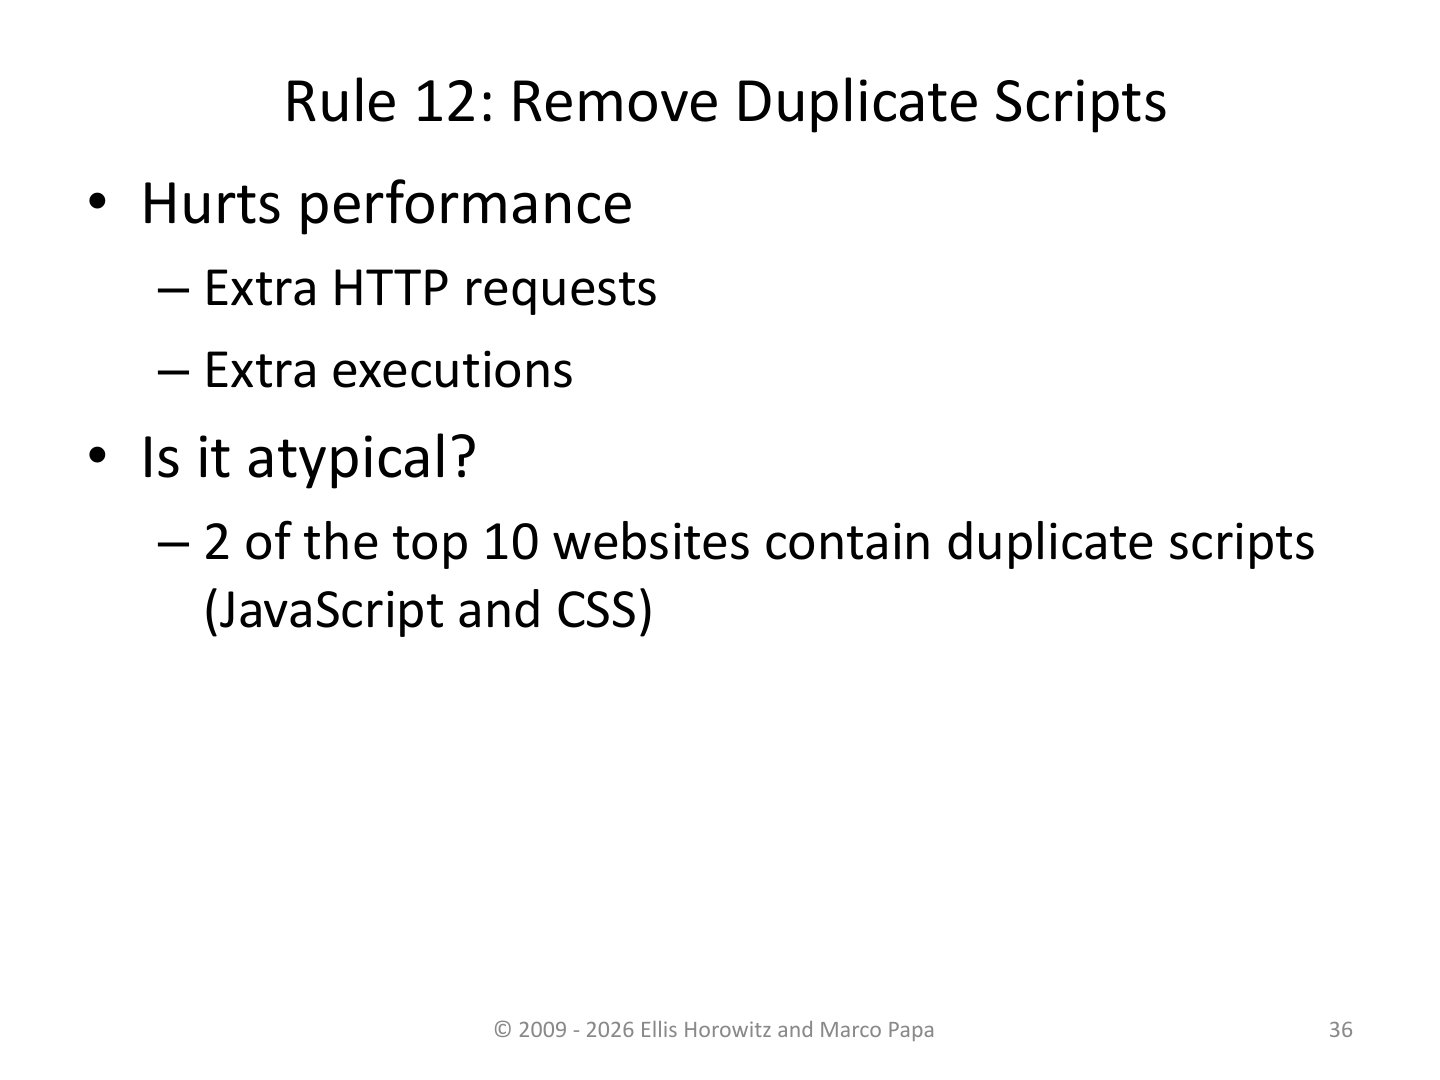 Rule 12: Remove Duplicate Scripts
• Hurts performance
– Extra HTTP requests
– Extra executions
• Is it atypical?
– 2 of the top 10 websites contain duplicate scripts
(JavaScript and CSS)
© 2009 - 2026 Ellis Horowitz and Marco Papa
36